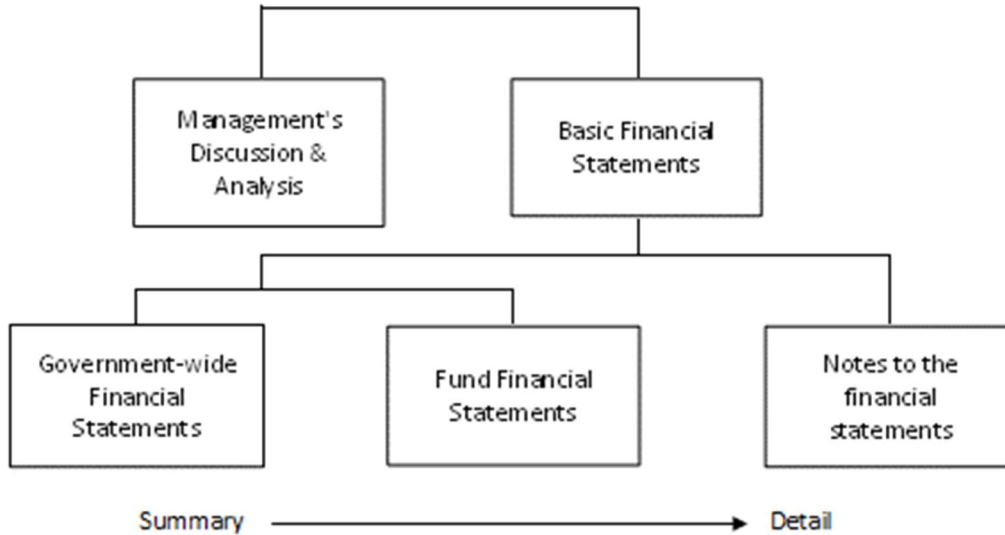 Management's
Discussion &
Analysis
Basic Financial
Statements
Government-wide
Financial
Statements
Fund Financial
Statements
Notes to the
financial
statements
Summary
Detail